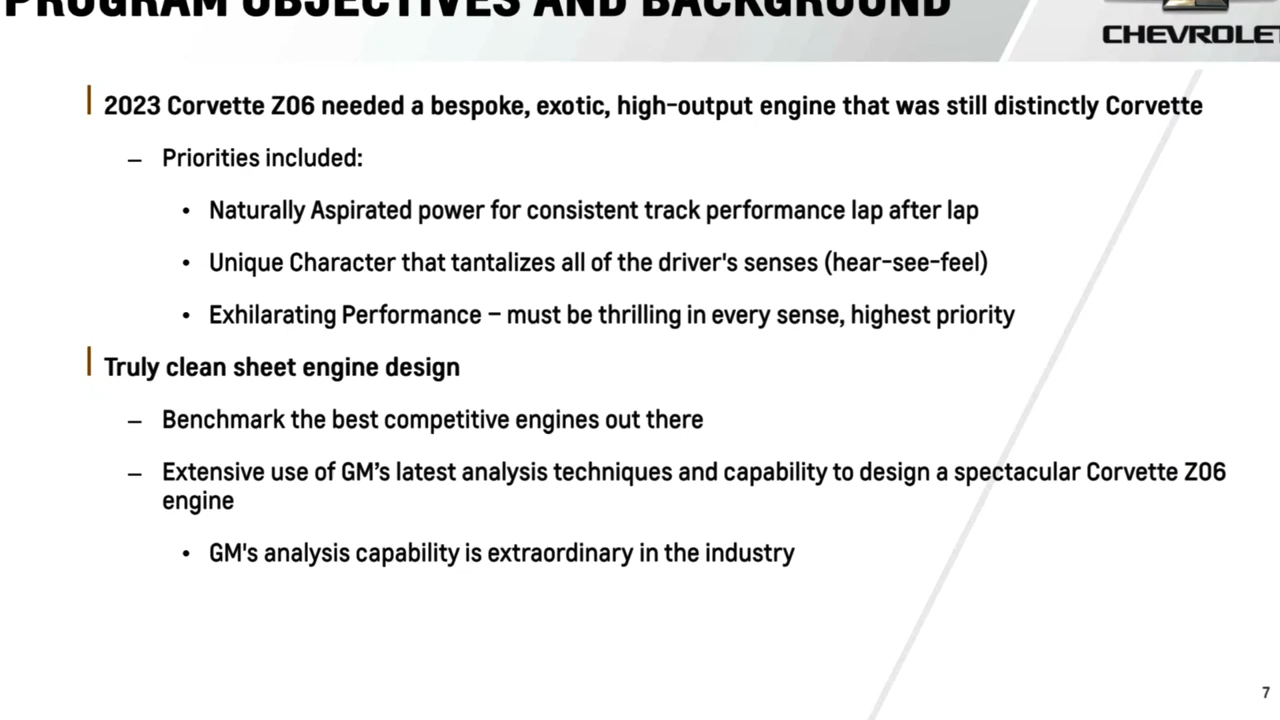 PROGRAM OBJECTIVES AND BACKGROUND
CHEVROLET
2023 Corvette Z06 needed a bespoke, exotic, high-output engine that was still distinctly Corvette
– Priorities included:
• Naturally Aspirated power for consistent track performance lap after lap
• Unique Character that tantalizes all of the driver's senses (hear-see-feel)
• Exhilarating Performance – must be thrilling in every sense, highest priority
Truly clean sheet engine design
– Benchmark the best competitive engines out there
– Extensive use of GM’s latest analysis techniques and capability to design a spectacular Corvette Z06
engine
• GM's analysis capability is extraordinary in the industry
7